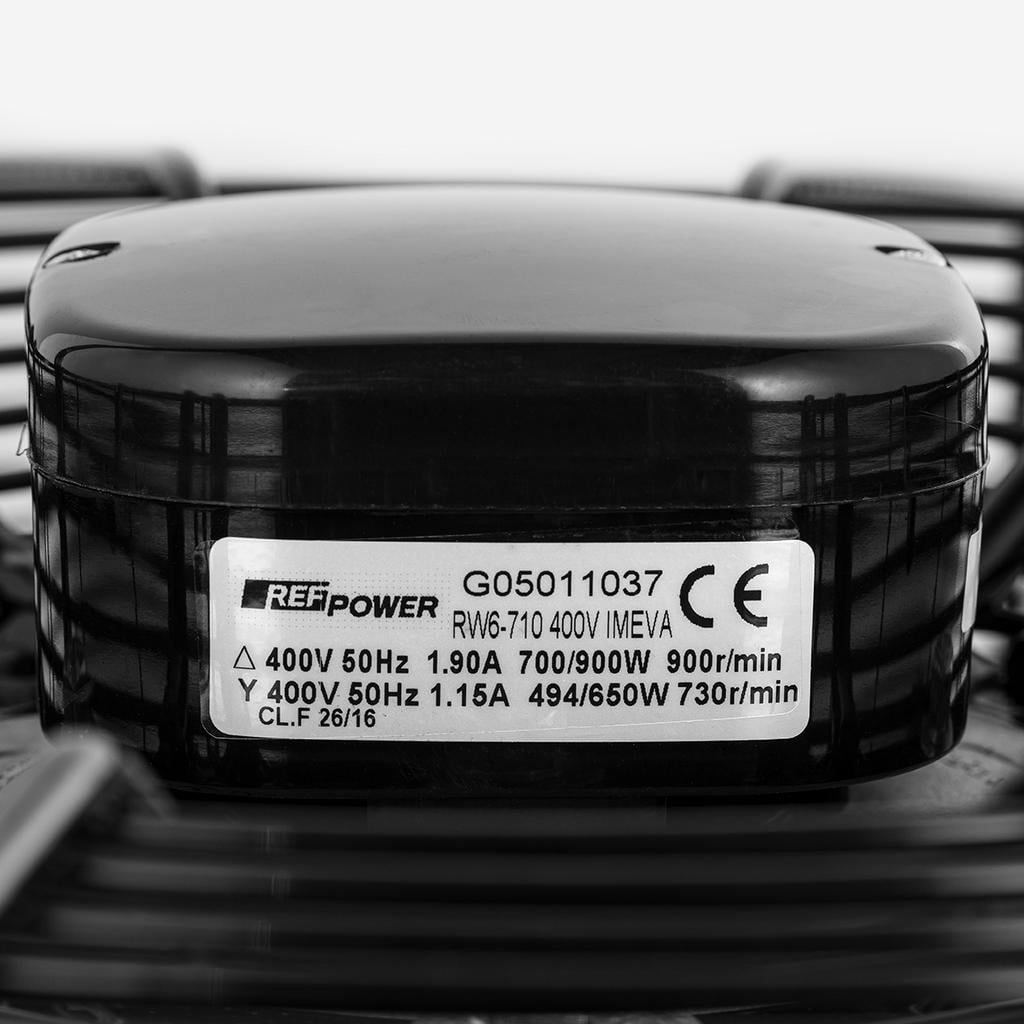 REFPOWER
G05011037 CE
RW6-710 400V IMEVA
△ 400V 50Hz 1.90A 700/900W 900r/min
Y 400V 50Hz 1.15A 494/650W 730r/min
CL.F 26/16